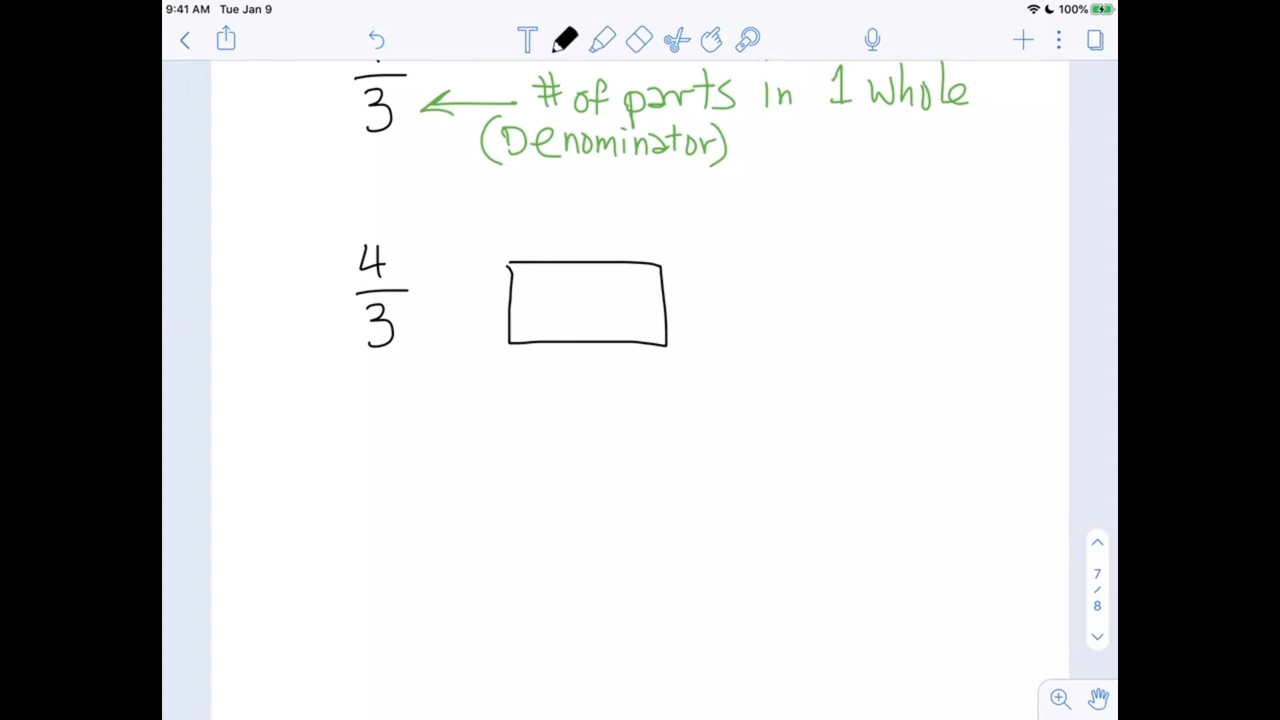 9:41 AM Tue Jan 9
100%
T
3
# of parts in 1 whole
(Denominator)
4
3
7
/
8